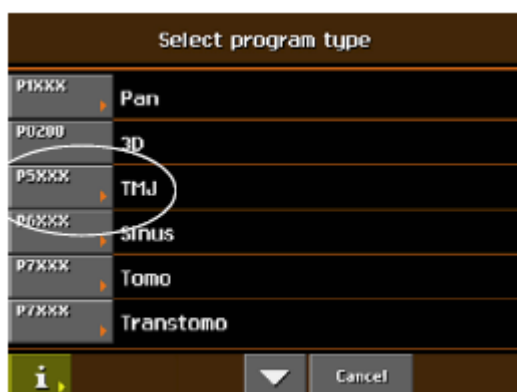 Select program type
P1XXX Pan
P0200 3D
P5XXX TMJ
P6XXX Sinus
P7XXX Tomo
P7XXX Transtomo
i Cancel